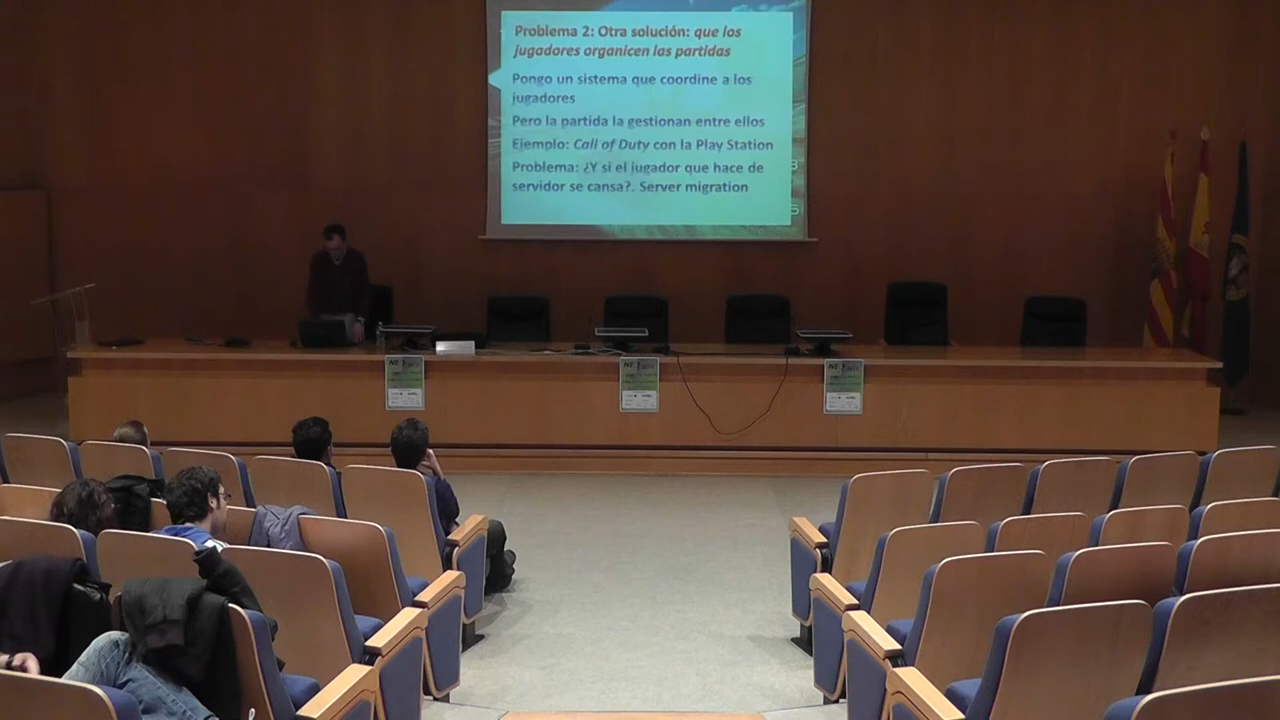 Problema 2: Otra solución: que los
jugadores organicen las partidas
Pongo un sistema que coordine a los
jugadores
Pero la partida la gestionan entre ellos
Ejemplo: Call of Duty con la Play Station
Problema: ¿Y si el jugador que hace de
servidor se cansa?. Server migration